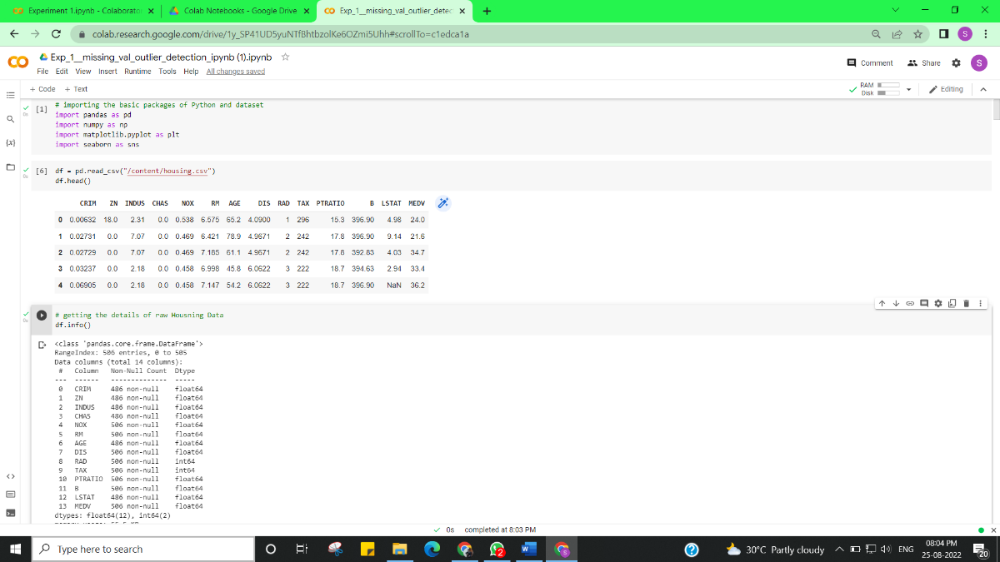 Experiment 1.ipynb - Colaborator
Colab Notebooks - Google Drive
Exp_1__missing_val_outlier_detec
colab.research.google.com/drive/1y_SP41UD5yuNTfBhtbzolKe6OZmi5Uhh#scrollTo=c1edca1a
S
Exp_1__missing_val_outlier_detection_ipynb (1).ipynb
Comment
Share
S
File Edit View Insert Runtime Tools Help All changes saved
+ Code + Text
RAM
Disk
Editing
[1] # importing the basic packages of Python and dataset
0s
import pandas as pd
import numpy as np
import matplotlib.pyplot as plt
import seaborn as sns
{x}
[6] df = pd.read_csv("/content/housing.csv")
0s
df.head()
CRIM ZN INDUS CHAS NOX RM AGE DIS RAD TAX PTRATIO B LSTAT MEDV
0 0.00632 18.0 2.31 0.0 0.538 6.575 65.2 4.0900 1 296 15.3 396.90 4.98 24.0
1 0.02731 0.0 7.07 0.0 0.469 6.421 78.9 4.9671 2 242 17.8 396.90 9.14 21.6
2 0.02729 0.0 7.07 0.0 0.469 7.185 61.1 4.9671 2 242 17.8 392.83 4.03 34.7
3 0.03237 0.0 2.18 0.0 0.458 6.998 45.8 6.0622 3 222 18.7 394.63 2.94 33.4
4 0.06905 0.0 2.18 0.0 0.458 7.147 54.2 6.0622 3 222 18.7 396.90 NaN 36.2
# getting the details of raw Housning Data
0s
df.info()
<class 'pandas.core.frame.DataFrame'>
RangeIndex: 506 entries, 0 to 505
Data columns (total 14 columns):
# Column Non-Null Count Dtype
--- ------ -------------- -----
0 CRIM 486 non-null float64
1 ZN 486 non-null float64
2 INDUS 486 non-null float64
3 CHAS 486 non-null float64
4 NOX 506 non-null float64
5 RM 506 non-null float64
6 AGE 486 non-null float64
7 DIS 506 non-null float64
8 RAD 506 non-null int64
9 TAX 506 non-null int64
10 PTRATIO 506 non-null float64
11 B 506 non-null float64
12 LSTAT 486 non-null float64
13 MEDV 506 non-null float64
dtypes: float64(12), int64(2)
0s completed at 8:03 PM
Type here to search
2
W
S
30°C Partly cloudy
ENG
08:04 PM
25-08-2022
20